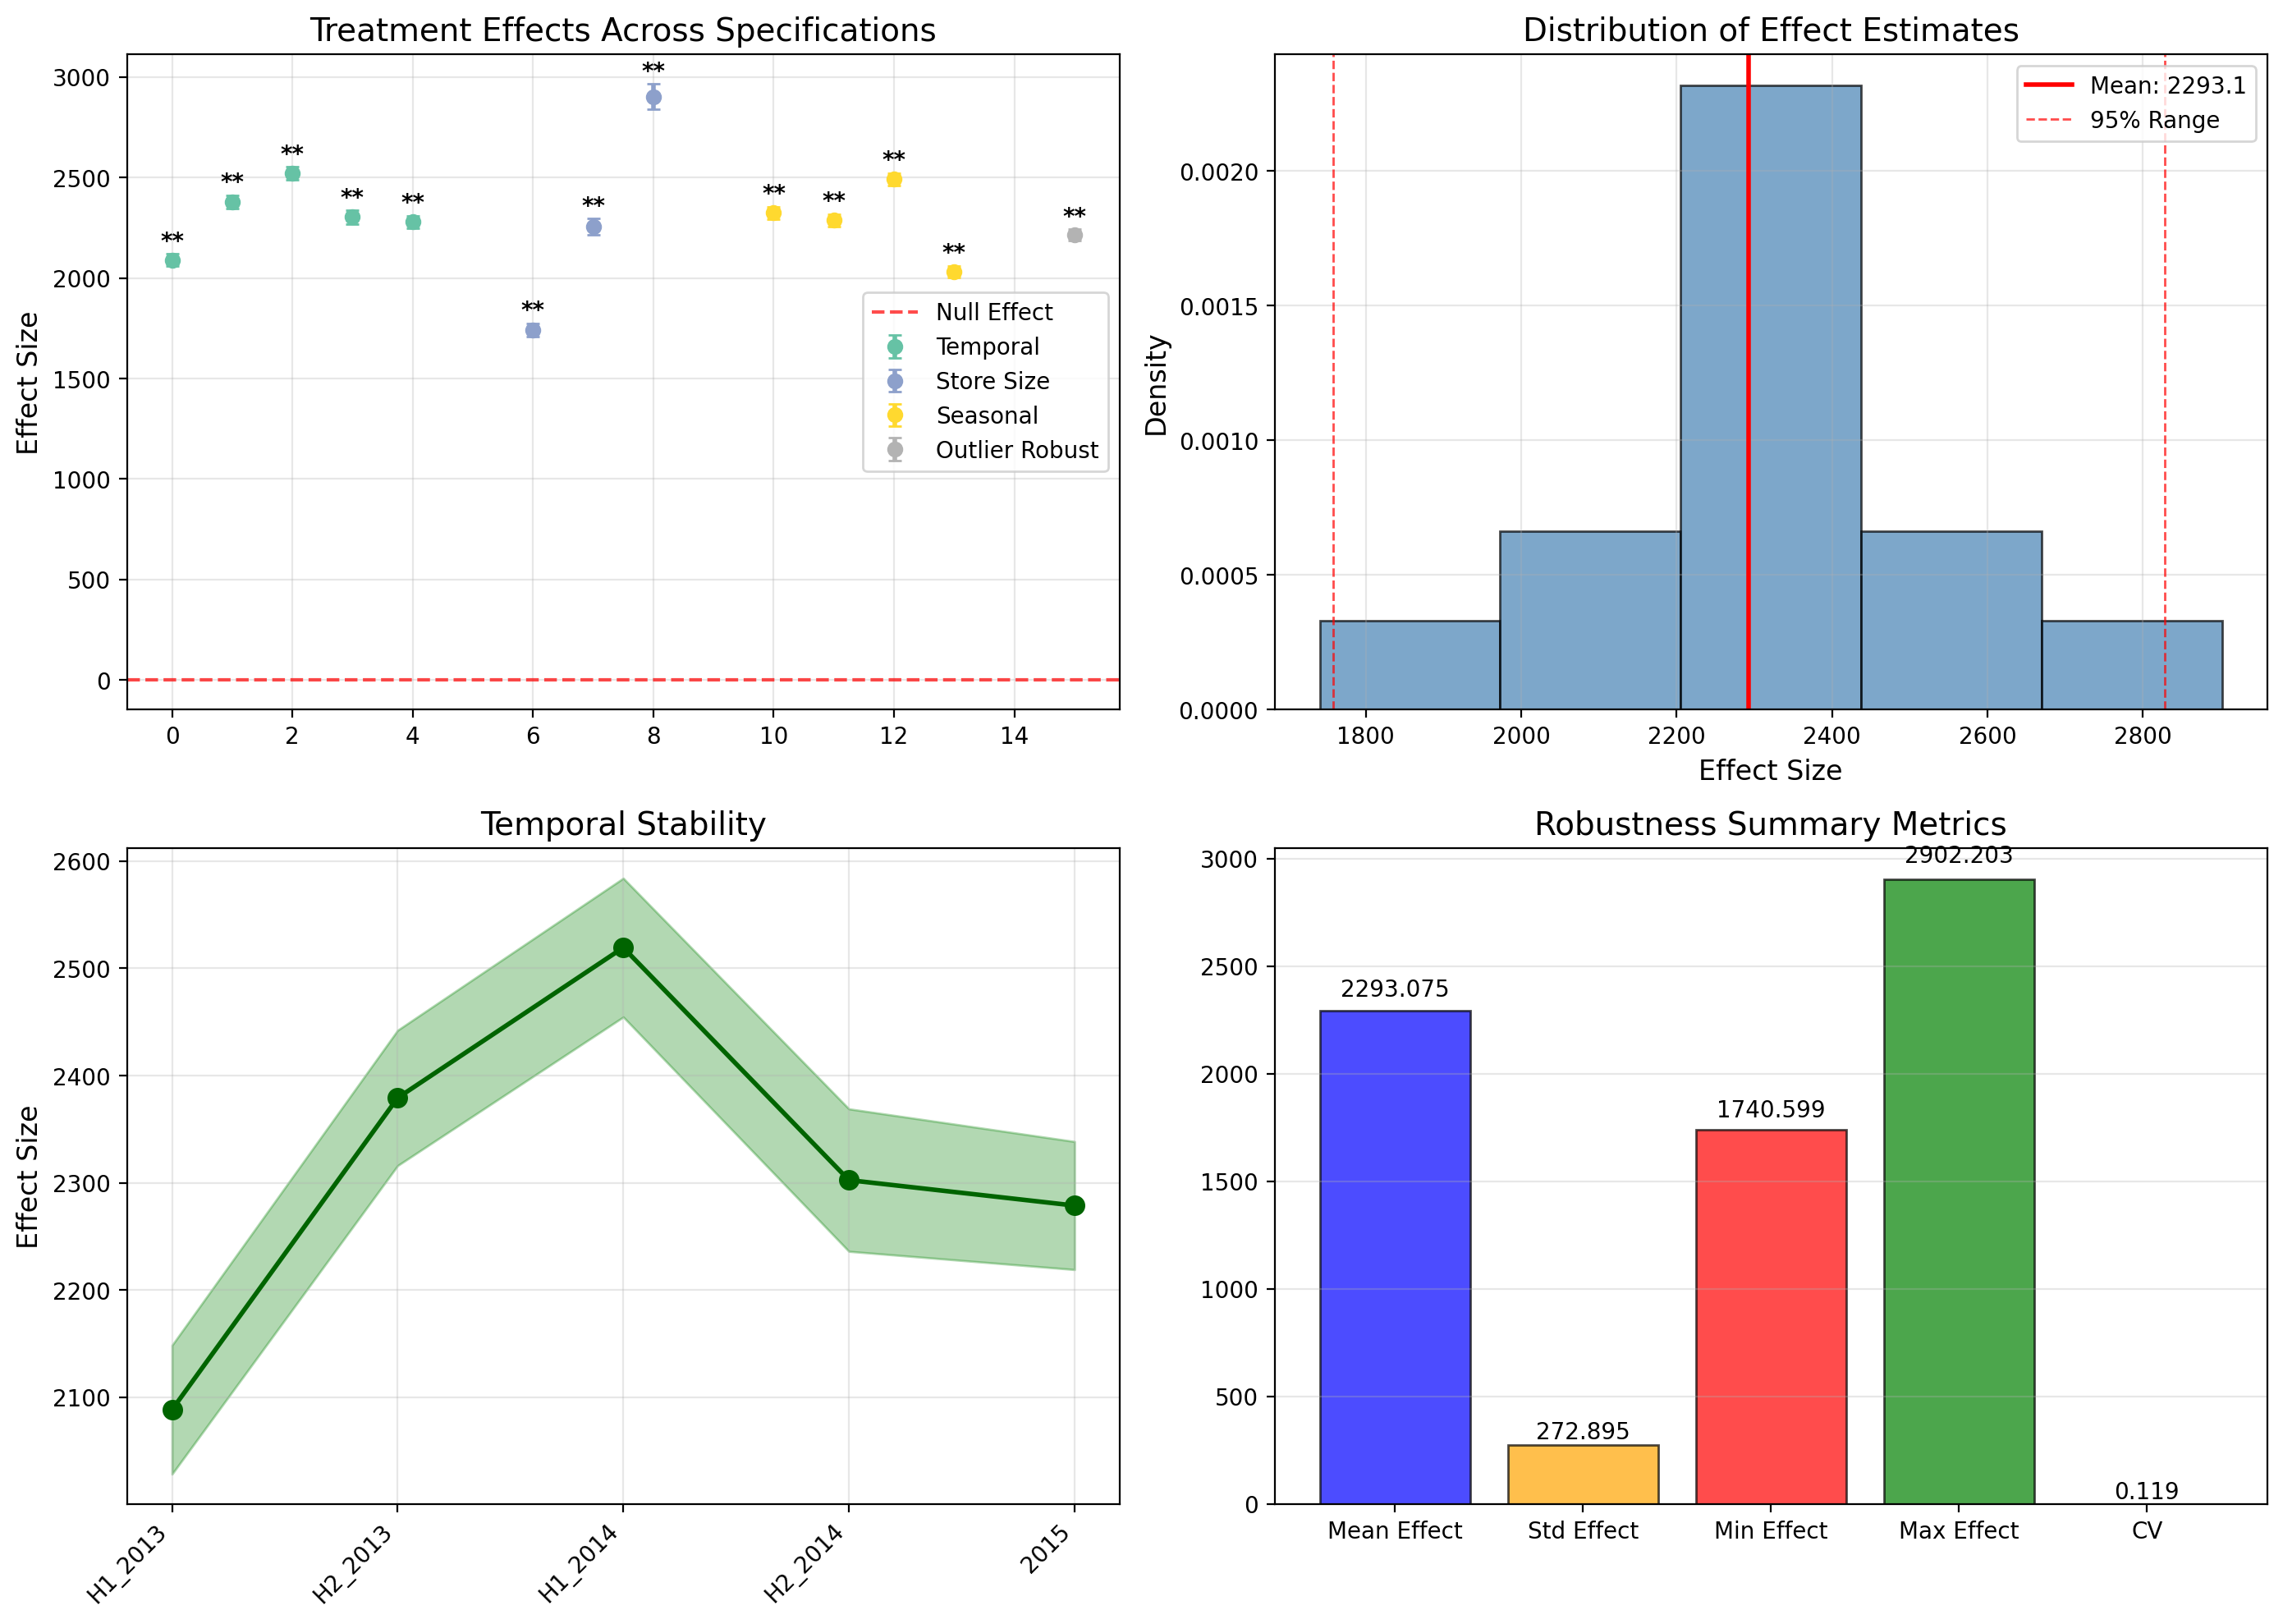 Treatment Effects Across Specifications
Effect Size
3000
2500
2000
1500
1000
500
0
**
**
**
**
**
**
**
**
**
**
**
**
**
Null Effect
Temporal
Store Size
Seasonal
Outlier Robust
0 2 4 6 8 10 12 14
Distribution of Effect Estimates
Density
0.0020
0.0015
0.0010
0.0005
0.0000
Mean: 2293.1
95% Range
1800 2000 2200 2400 2600 2800
Effect Size
Temporal Stability
Effect Size
2600
2500
2400
2300
2200
2100
H1_2013 H2_2013 H1_2014 H2_2014 2015
Robustness Summary Metrics
3000
2500
2000
1500
1000
500
0
2293.075
272.895
1740.599
2902.203
0.119
Mean Effect Std Effect Min Effect Max Effect CV